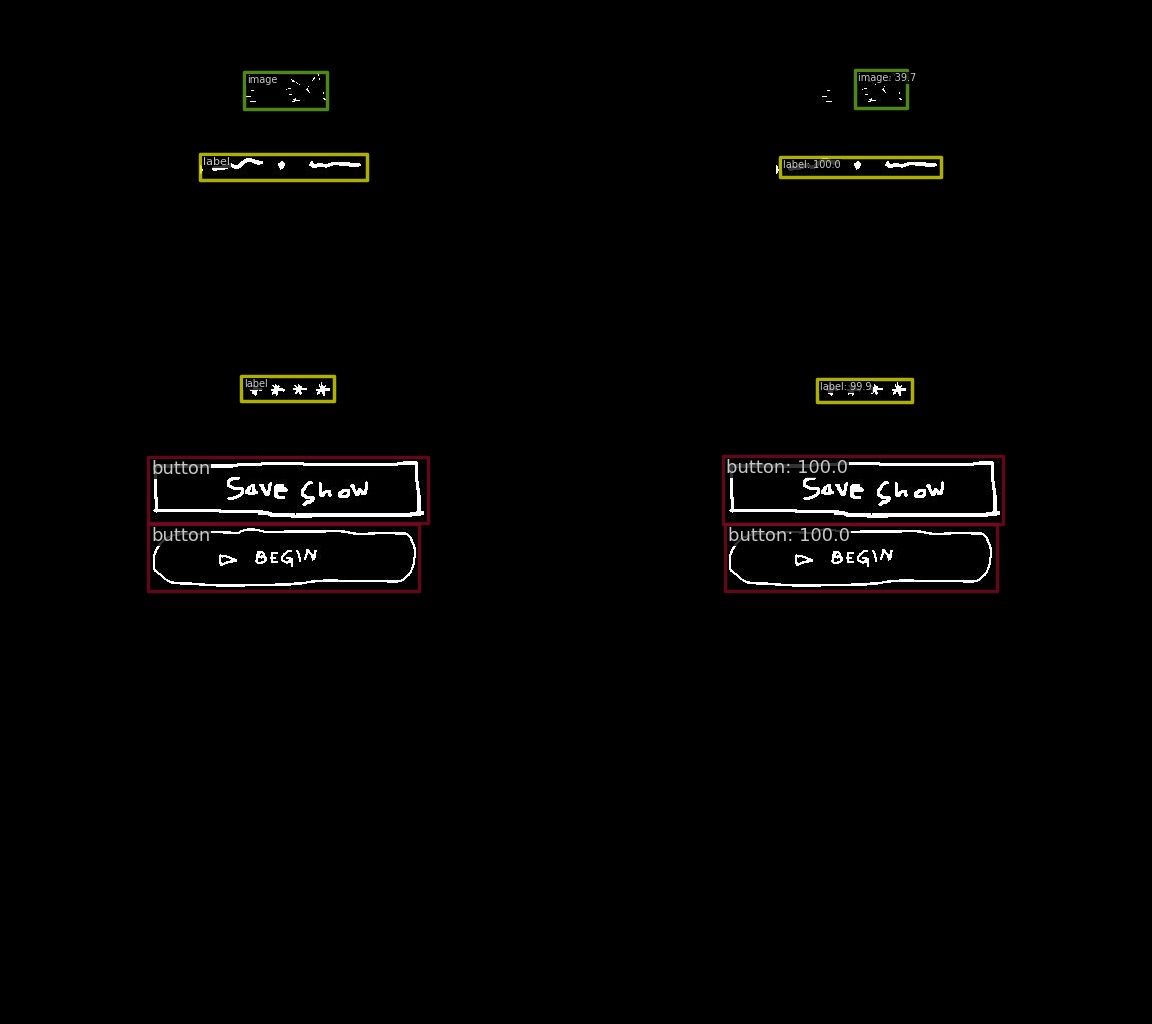 image image: 39.7
label label: 100.0
label label: 99.9
* * * * * *
button button: 100.0
Save Show Save Show
button button: 100.0
▷ BEGIN ▷ BEGIN